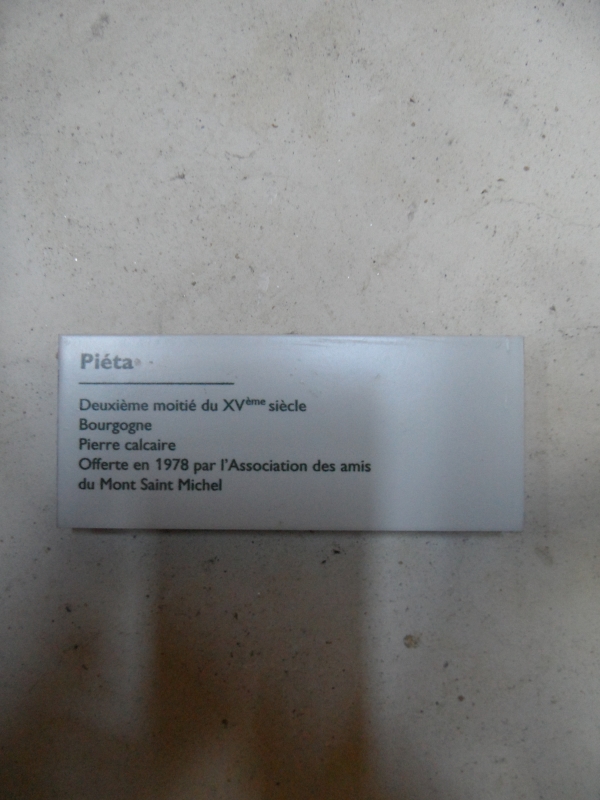 Piéta
Deuxième moitié du XVème siècle
Bourgogne
Pierre calcaire
Offerte en 1978 par l'Association des amis
du Mont Saint Michel